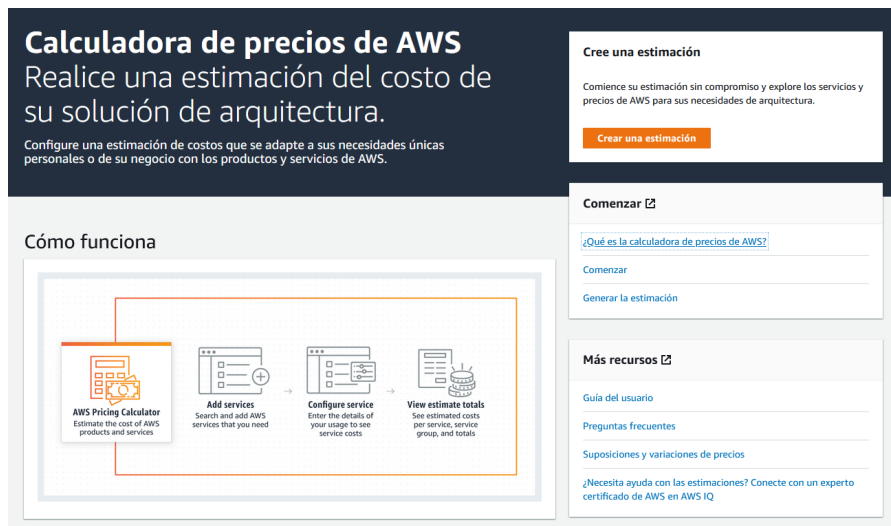 Calculadora de precios de AWS
Realice una estimación del costo de
su solución de arquitectura.
Configure una estimación de costos que se adapte a sus necesidades únicas
personales o de su negocio con los productos y servicios de AWS.
Cree una estimación
Comience su estimación sin compromiso y explore los servicios y
precios de AWS para sus necesidades de arquitectura.
Crear una estimación
Comenzar
¿Qué es la calculadora de precios de AWS?
Comenzar
Generar la estimación
Más recursos
Guía del usuario
Preguntas frecuentes
Suposiciones y variaciones de precios
¿Necesita ayuda con las estimaciones? Conecte con un experto
certificado de AWS en AWS IQ
Cómo funciona
AWS Pricing Calculator
Estimate the cost of AWS
products and services
Add services
Search and add AWS
services that you need
Configure service
Enter the details of
your usage to see
service costs
View estimate totals
See estimated costs
per service, service
group, and totals